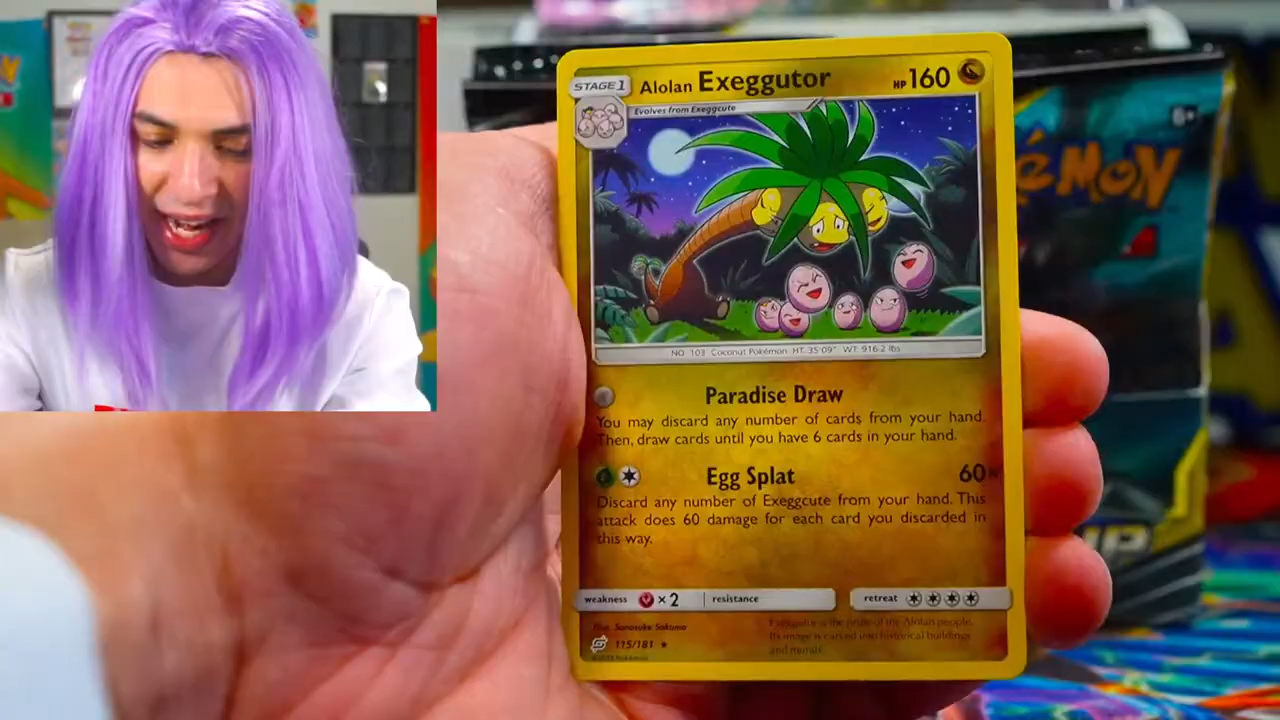 STAGE 1
Alolan Exeggutor
HP 160
Evolves from Exeggcute
NO. 103 Coconut Pokémon HT: 35'09" WT: 916.2 lbs
Paradise Draw
You may discard any number of cards from your hand.
Then, draw cards until you have 6 cards in your hand.
Egg Splat 60×
Discard any number of Exeggcute from your hand. This
attack does 60 damage for each card you discarded in
this way.
weakness ×2 resistance
retreat
Illus. Sanosuke Sakuma
115/181 ★
Exeggutor is the pride of the Alolan people.
Its image is carved into historical buildings
and murals.
éMON
6+
UP